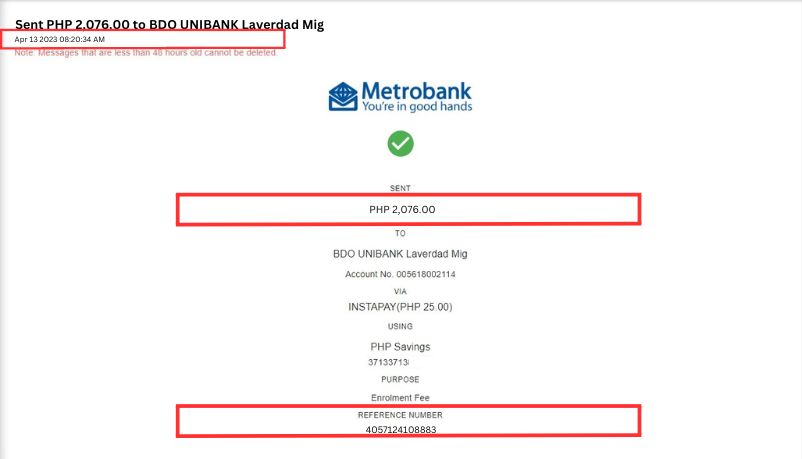 Sent PHP 2,076.00 to BDO UNIBANK Laverdad Mig
Apr 13 2023 08:20:34 AM
Note: Messages that are less than 48 hours old cannot be deleted.
Metrobank
You're in good hands
SENT
PHP 2,076.00
TO
BDO UNIBANK Laverdad Mig
Account No. 005618002114
VIA
INSTAPAY(PHP 25.00)
USING
PHP Savings
37133713
PURPOSE
Enrolment Fee
REFERENCE NUMBER
4057124108883